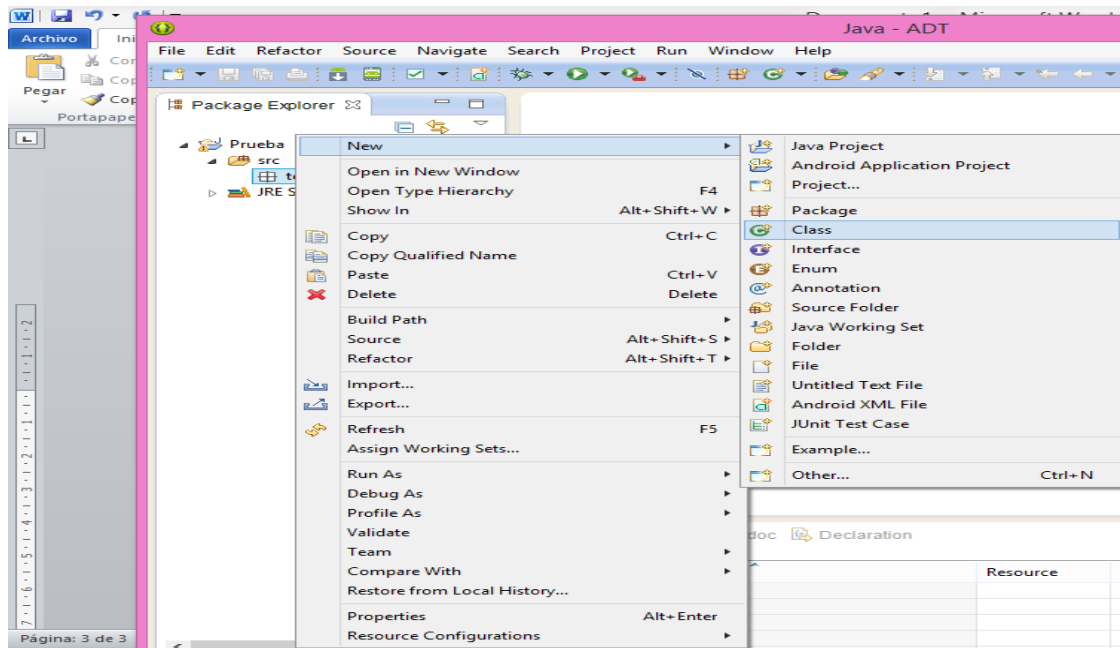 Java - ADT
Archivo
Ini
File Edit Refactor Source Navigate Search Project Run Window Help
Cor
Cop
Pegar
Cop
Portapape
Package Explorer
Prueba
src
JRE S
New
Open in New Window
Open Type Hierarchy F4
Show In Alt+Shift+W
Copy Ctrl+C
Copy Qualified Name
Paste Ctrl+V
Delete Delete
Build Path
Source Alt+Shift+S
Refactor Alt+Shift+T
Import...
Export...
Refresh F5
Assign Working Sets...
Run As
Debug As
Profile As
Validate
Team
Compare With
Restore from Local History...
Properties Alt+Enter
Resource Configurations
Java Project
Android Application Project
Project...
Package
Class
Interface
Enum
Annotation
Source Folder
Java Working Set
Folder
File
Untitled Text File
Android XML File
JUnit Test Case
Example...
Other... Ctrl+N
doc Declaration
Resource
Página: 3 de 3